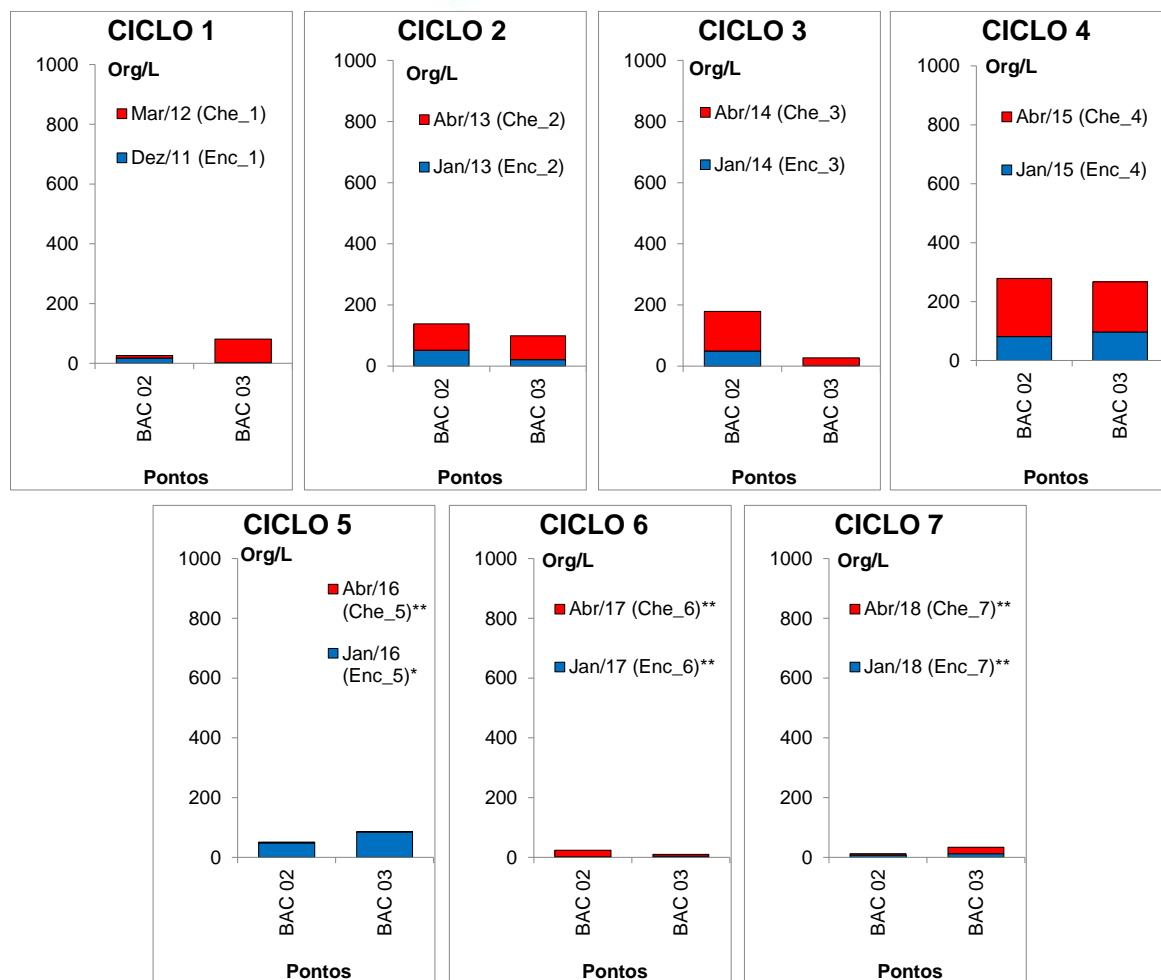 CICLO 1
Org/L
1000
800
600
400
200
0
Mar/12 (Che_1)
Dez/11 (Enc_1)
BAC 02
BAC 03
Pontos
CICLO 2
Org/L
1000
800
600
400
200
0
Abr/13 (Che_2)
Jan/13 (Enc_2)
BAC 02
BAC 03
Pontos
CICLO 3
Org/L
1000
800
600
400
200
0
Abr/14 (Che_3)
Jan/14 (Enc_3)
BAC 02
BAC 03
Pontos
CICLO 4
Org/L
1000
800
600
400
200
0
Abr/15 (Che_4)
Jan/15 (Enc_4)
BAC 02
BAC 03
Pontos
CICLO 5
Org/L
1000
800
600
400
200
0
Abr/16
(Che_5)**
Jan/16
(Enc_5)*
BAC 02
BAC 03
Pontos
CICLO 6
Org/L
1000
800
600
400
200
0
Abr/17 (Che_6)**
Jan/17 (Enc_6)**
BAC 02
BAC 03
Pontos
CICLO 7
Org/L
1000
800
600
400
200
0
Abr/18 (Che_7)**
Jan/18 (Enc_7)**
BAC 02
BAC 03
Pontos